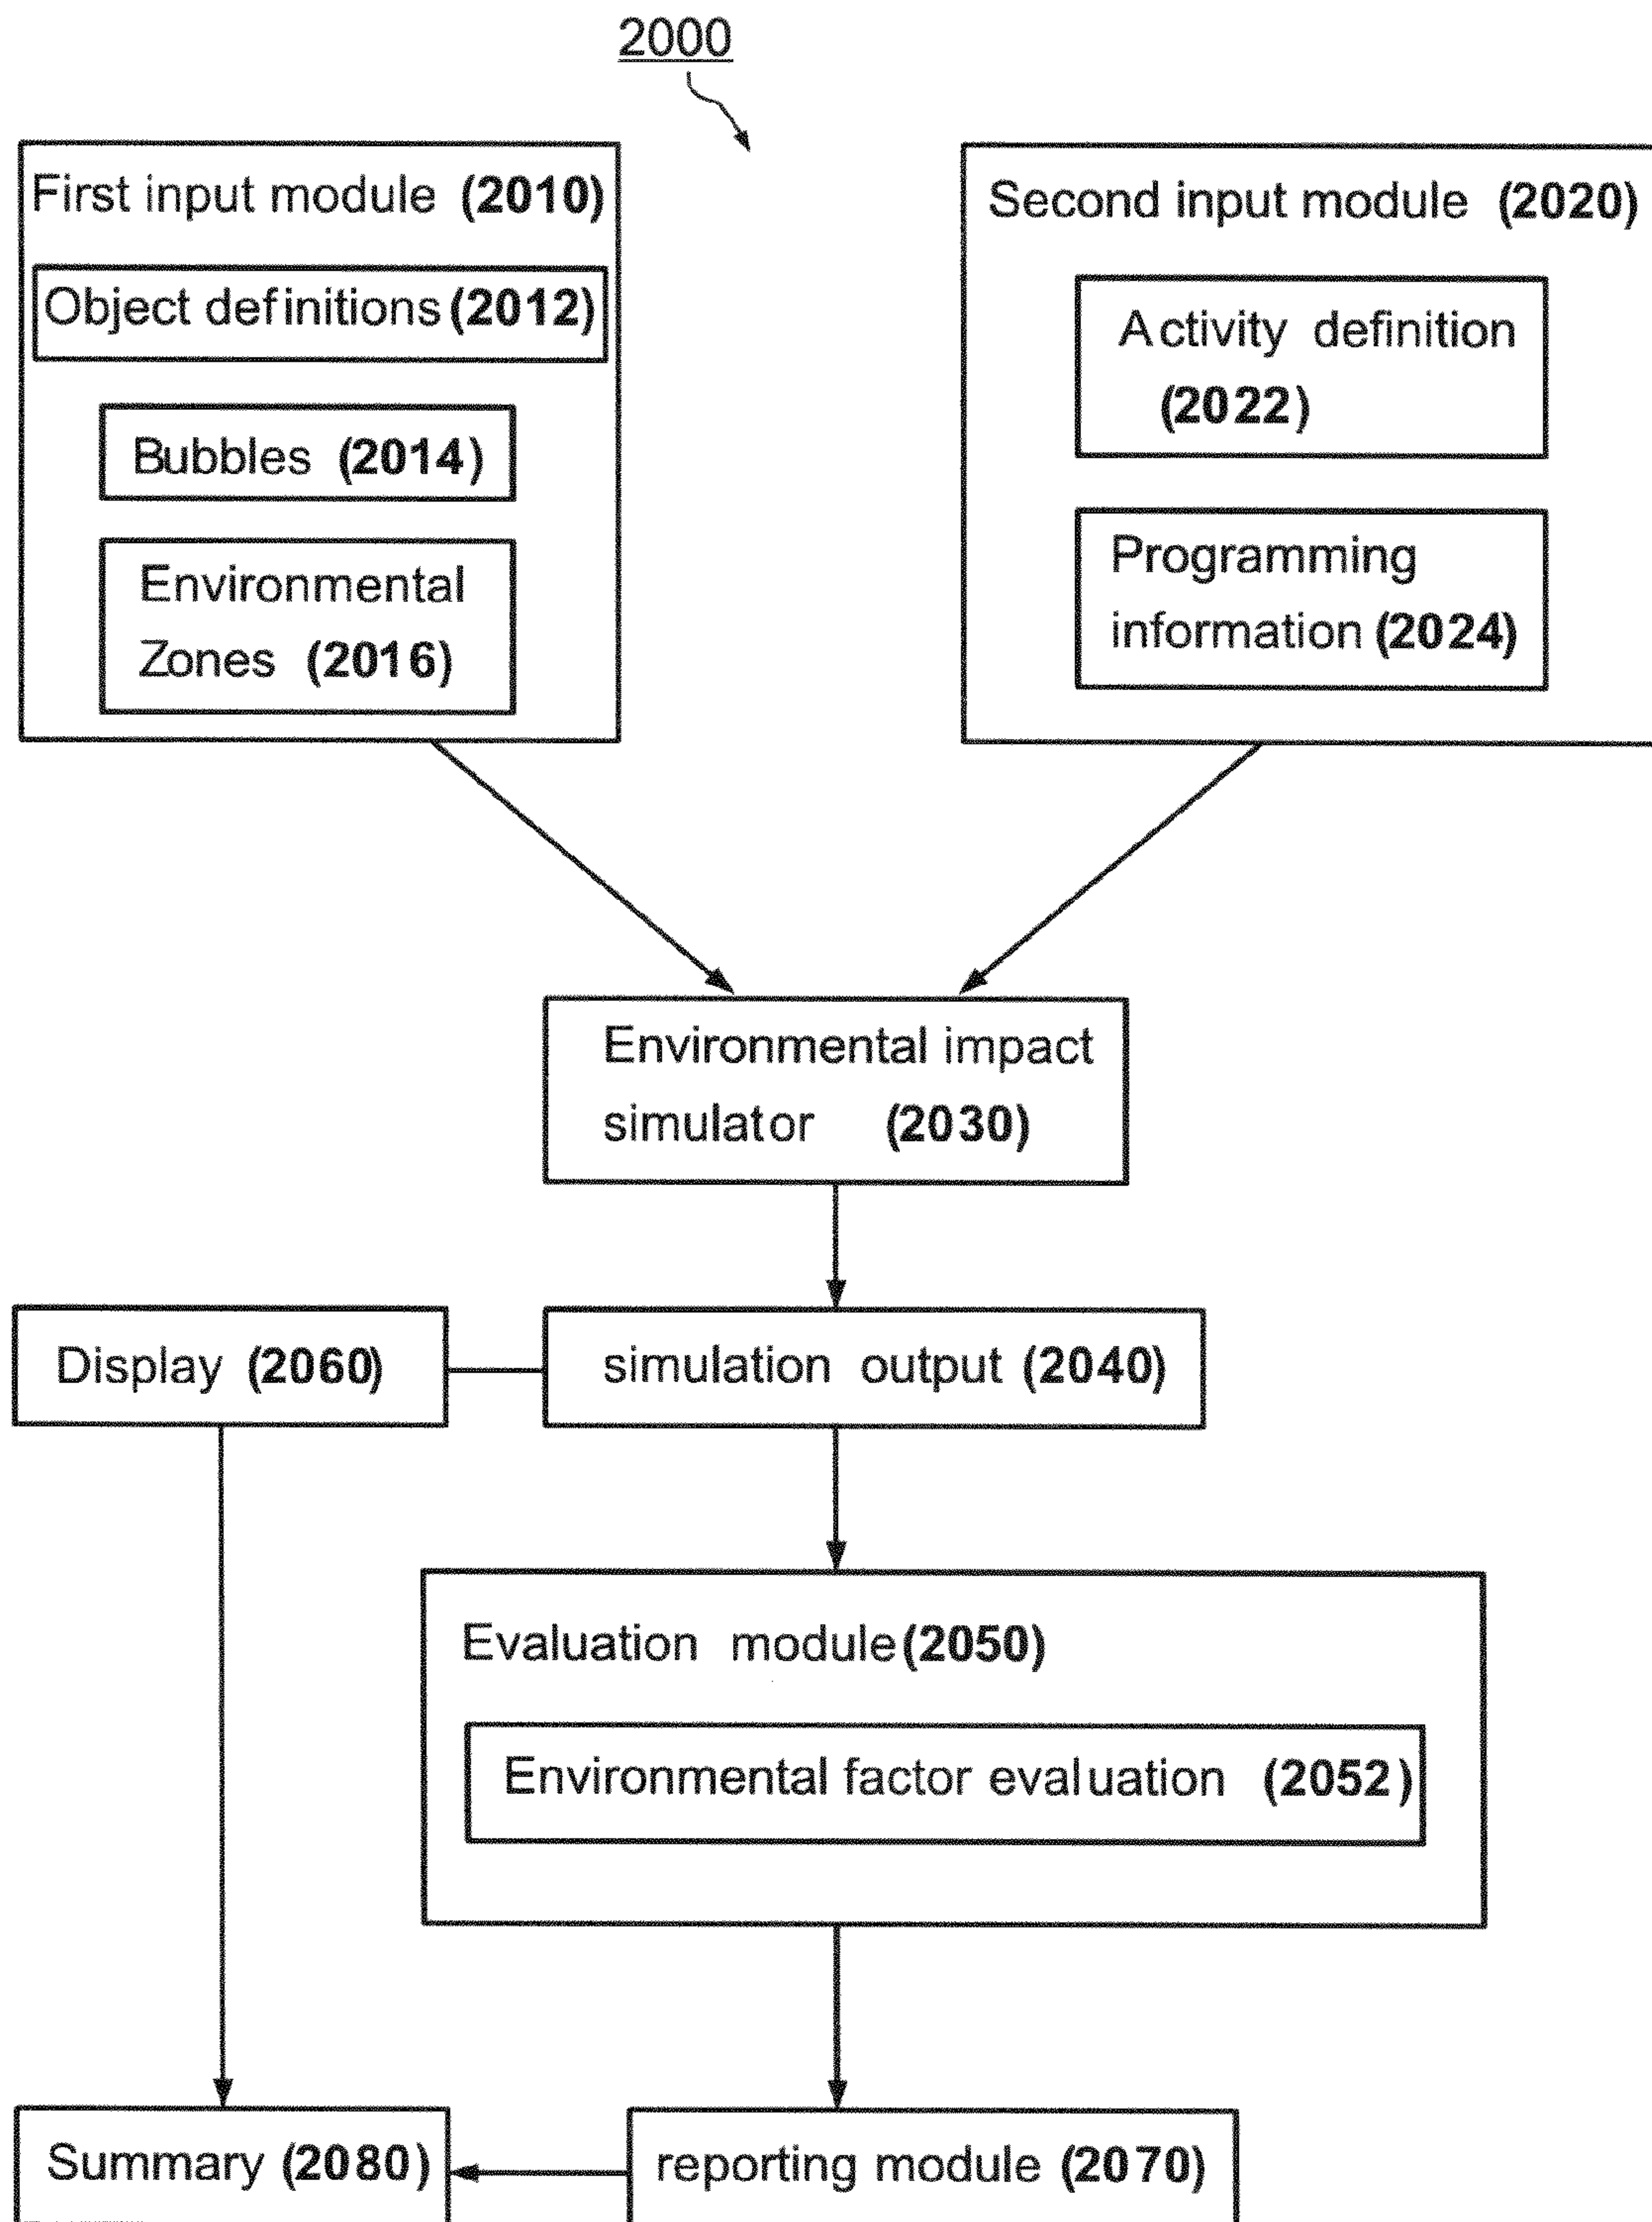 2000
First input module (2010)
Object definitions (2012)
Bubbles (2014)
Environmental
Zones (2016)
Second input module (2020)
Activity definition
(2022)
Programming
information (2024)
Environmental impact
simulator (2030)
Display (2060)
simulation output (2040)
Evaluation module (2050)
Environmental factor evaluation (2052)
Summary (2080)
reporting module (2070)